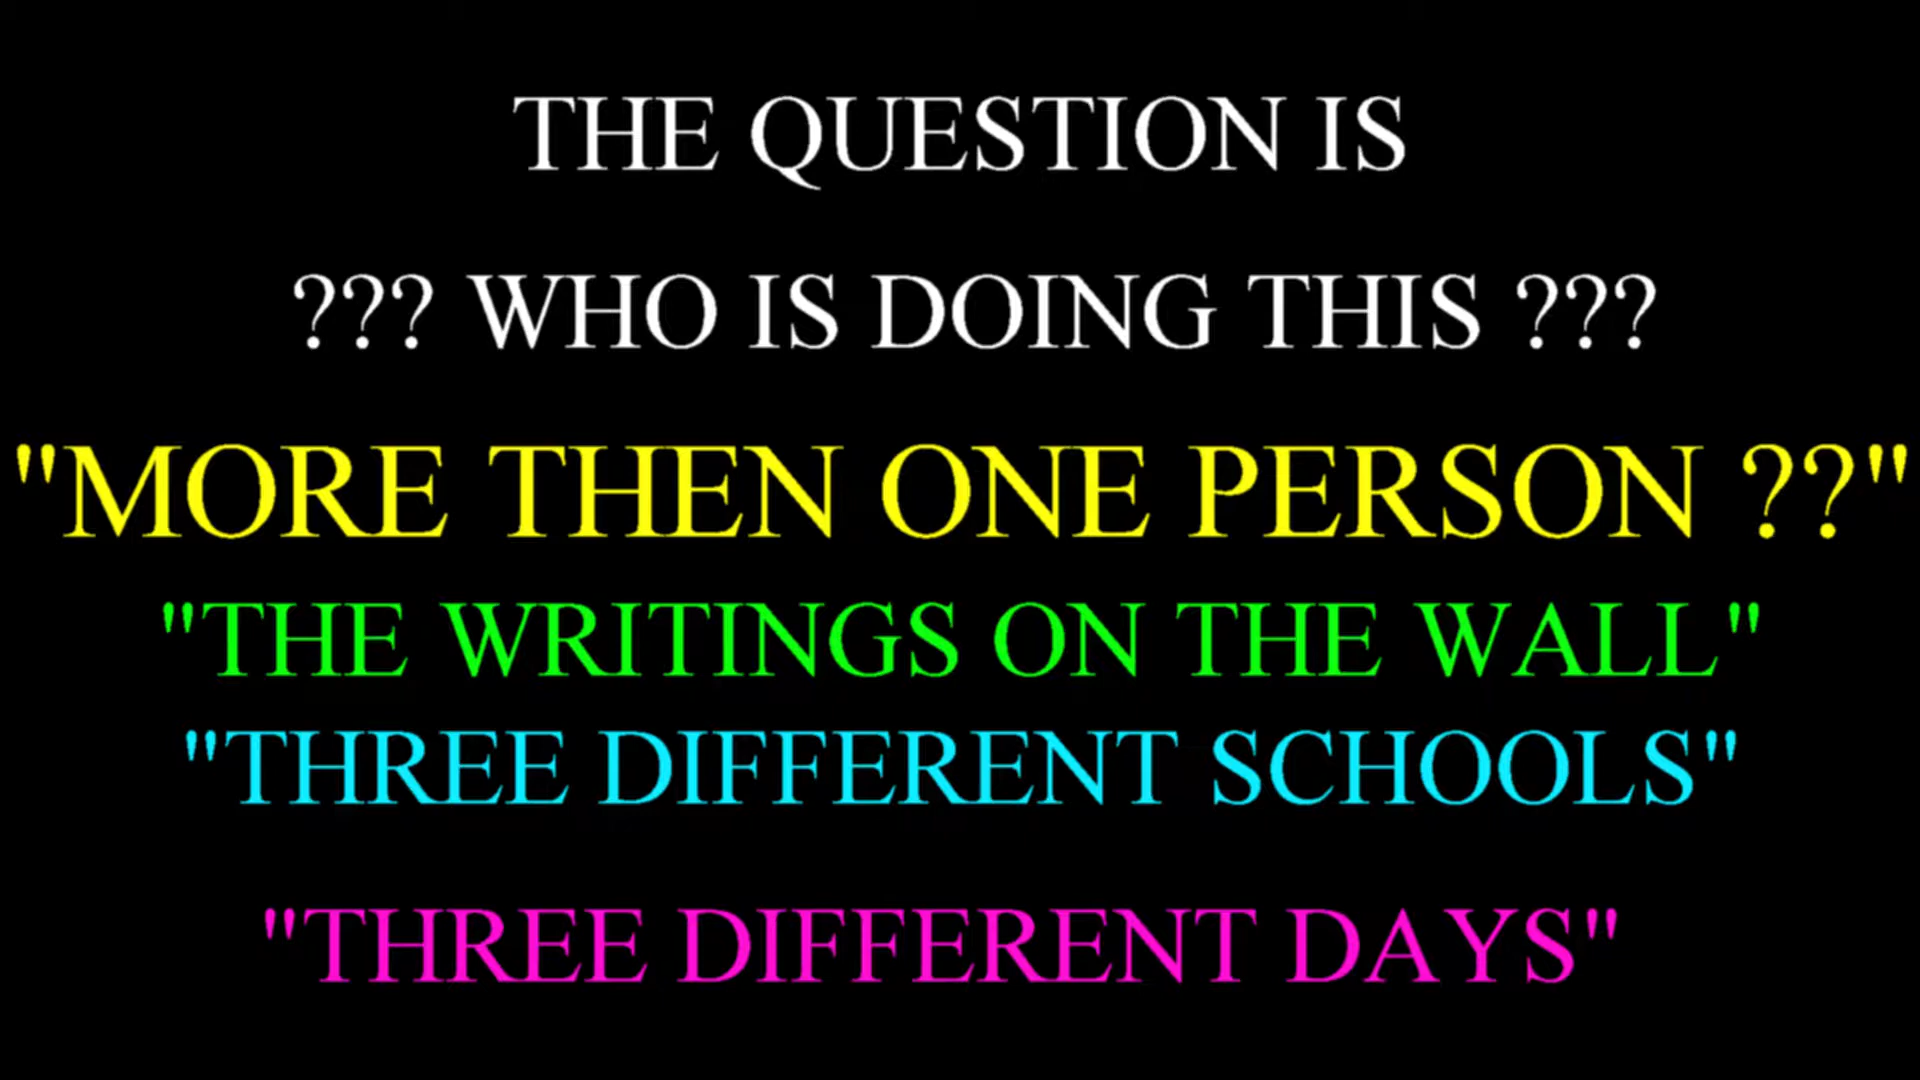 THE QUESTION IS
??? WHO IS DOING THIS ???
"MORE THEN ONE PERSON ??"
"THE WRITINGS ON THE WALL"
"THREE DIFFERENT SCHOOLS"
"THREE DIFFERENT DAYS"